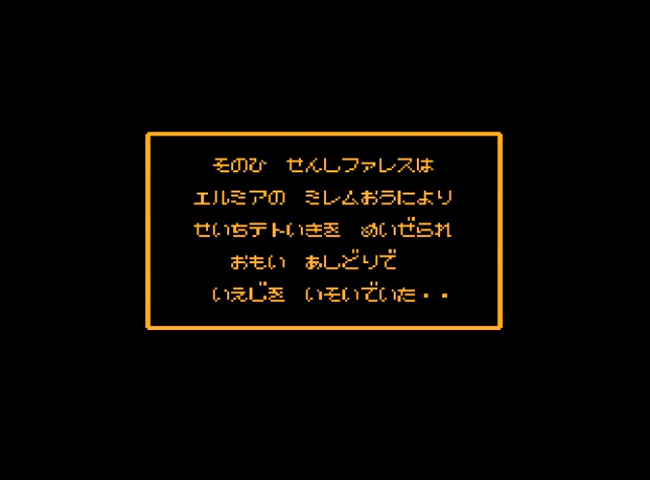 そのひ　せんしファレスは
エルミアの　ミレムおうにより
せいちテトいきを　めいぜられ
おもい　あしどりで
いえじを　いそいでいた・・